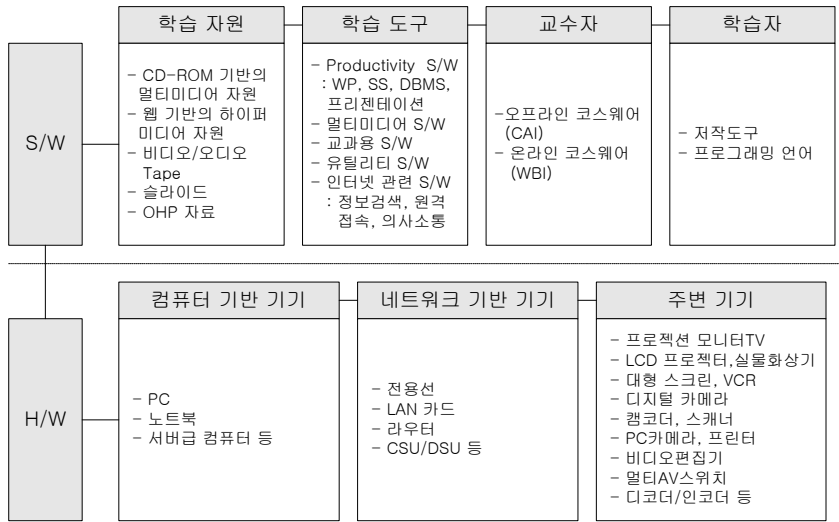 학습 자원
학습 도구
교수자
학습자
S/W
- CD-ROM 기반의
멀티미디어 자원
- 웹 기반의 하이퍼
미디어 자원
- 비디오/오디오
Tape
- 슬라이드
- OHP 자료
- Productivity S/W
: WP, SS, DBMS,
프리젠테이션
- 멀티미디어 S/W
- 교과용 S/W
- 유틸리티 S/W
- 인터넷 관련 S/W
: 정보검색, 원격
접속, 의사소통
-오프라인 코스웨어
(CAI)
- 온라인 코스웨어
(WBI)
- 저작도구
- 프로그래밍 언어
컴퓨터 기반 기기
네트워크 기반 기기
주변 기기
H/W
- PC
- 노트북
- 서버급 컴퓨터 등
- 전용선
- LAN 카드
- 라우터
- CSU/DSU 등
- 프로젝션 모니터TV
- LCD 프로젝터,실물화상기
- 대형 스크린, VCR
- 디지털 카메라
- 캠코더, 스캐너
- PC카메라, 프린터
- 비디오편집기
- 멀티AV스위치
- 디코더/인코더 등